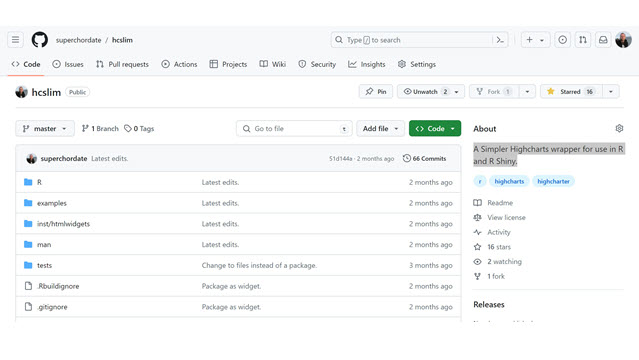 superchordate / hcslim
Type / to search
Code Issues Pull requests Actions Projects Wiki Security Insights Settings
hcslim Public
Pin Unwatch 2 Fork 1 Starred 16
master 1 Branch 0 Tags Go to file t Add file Code
superchordate Latest edits. 51d144a · 2 months ago 66 Commits
R Latest edits. 2 months ago
examples Latest edits. 2 months ago
inst/htmlwidgets Latest edits. 2 months ago
man Latest edits. 2 months ago
tests Change to files instead of a package. 3 months ago
.Rbuildignore Package as widget. 2 months ago
.gitignore Package as widget. 2 months ago
About
A Simpler Highcharts wrapper for use in R
and R Shiny.
r highcharts highcharter
Readme
View license
Activity
16 stars
2 watching
1 fork
Releases